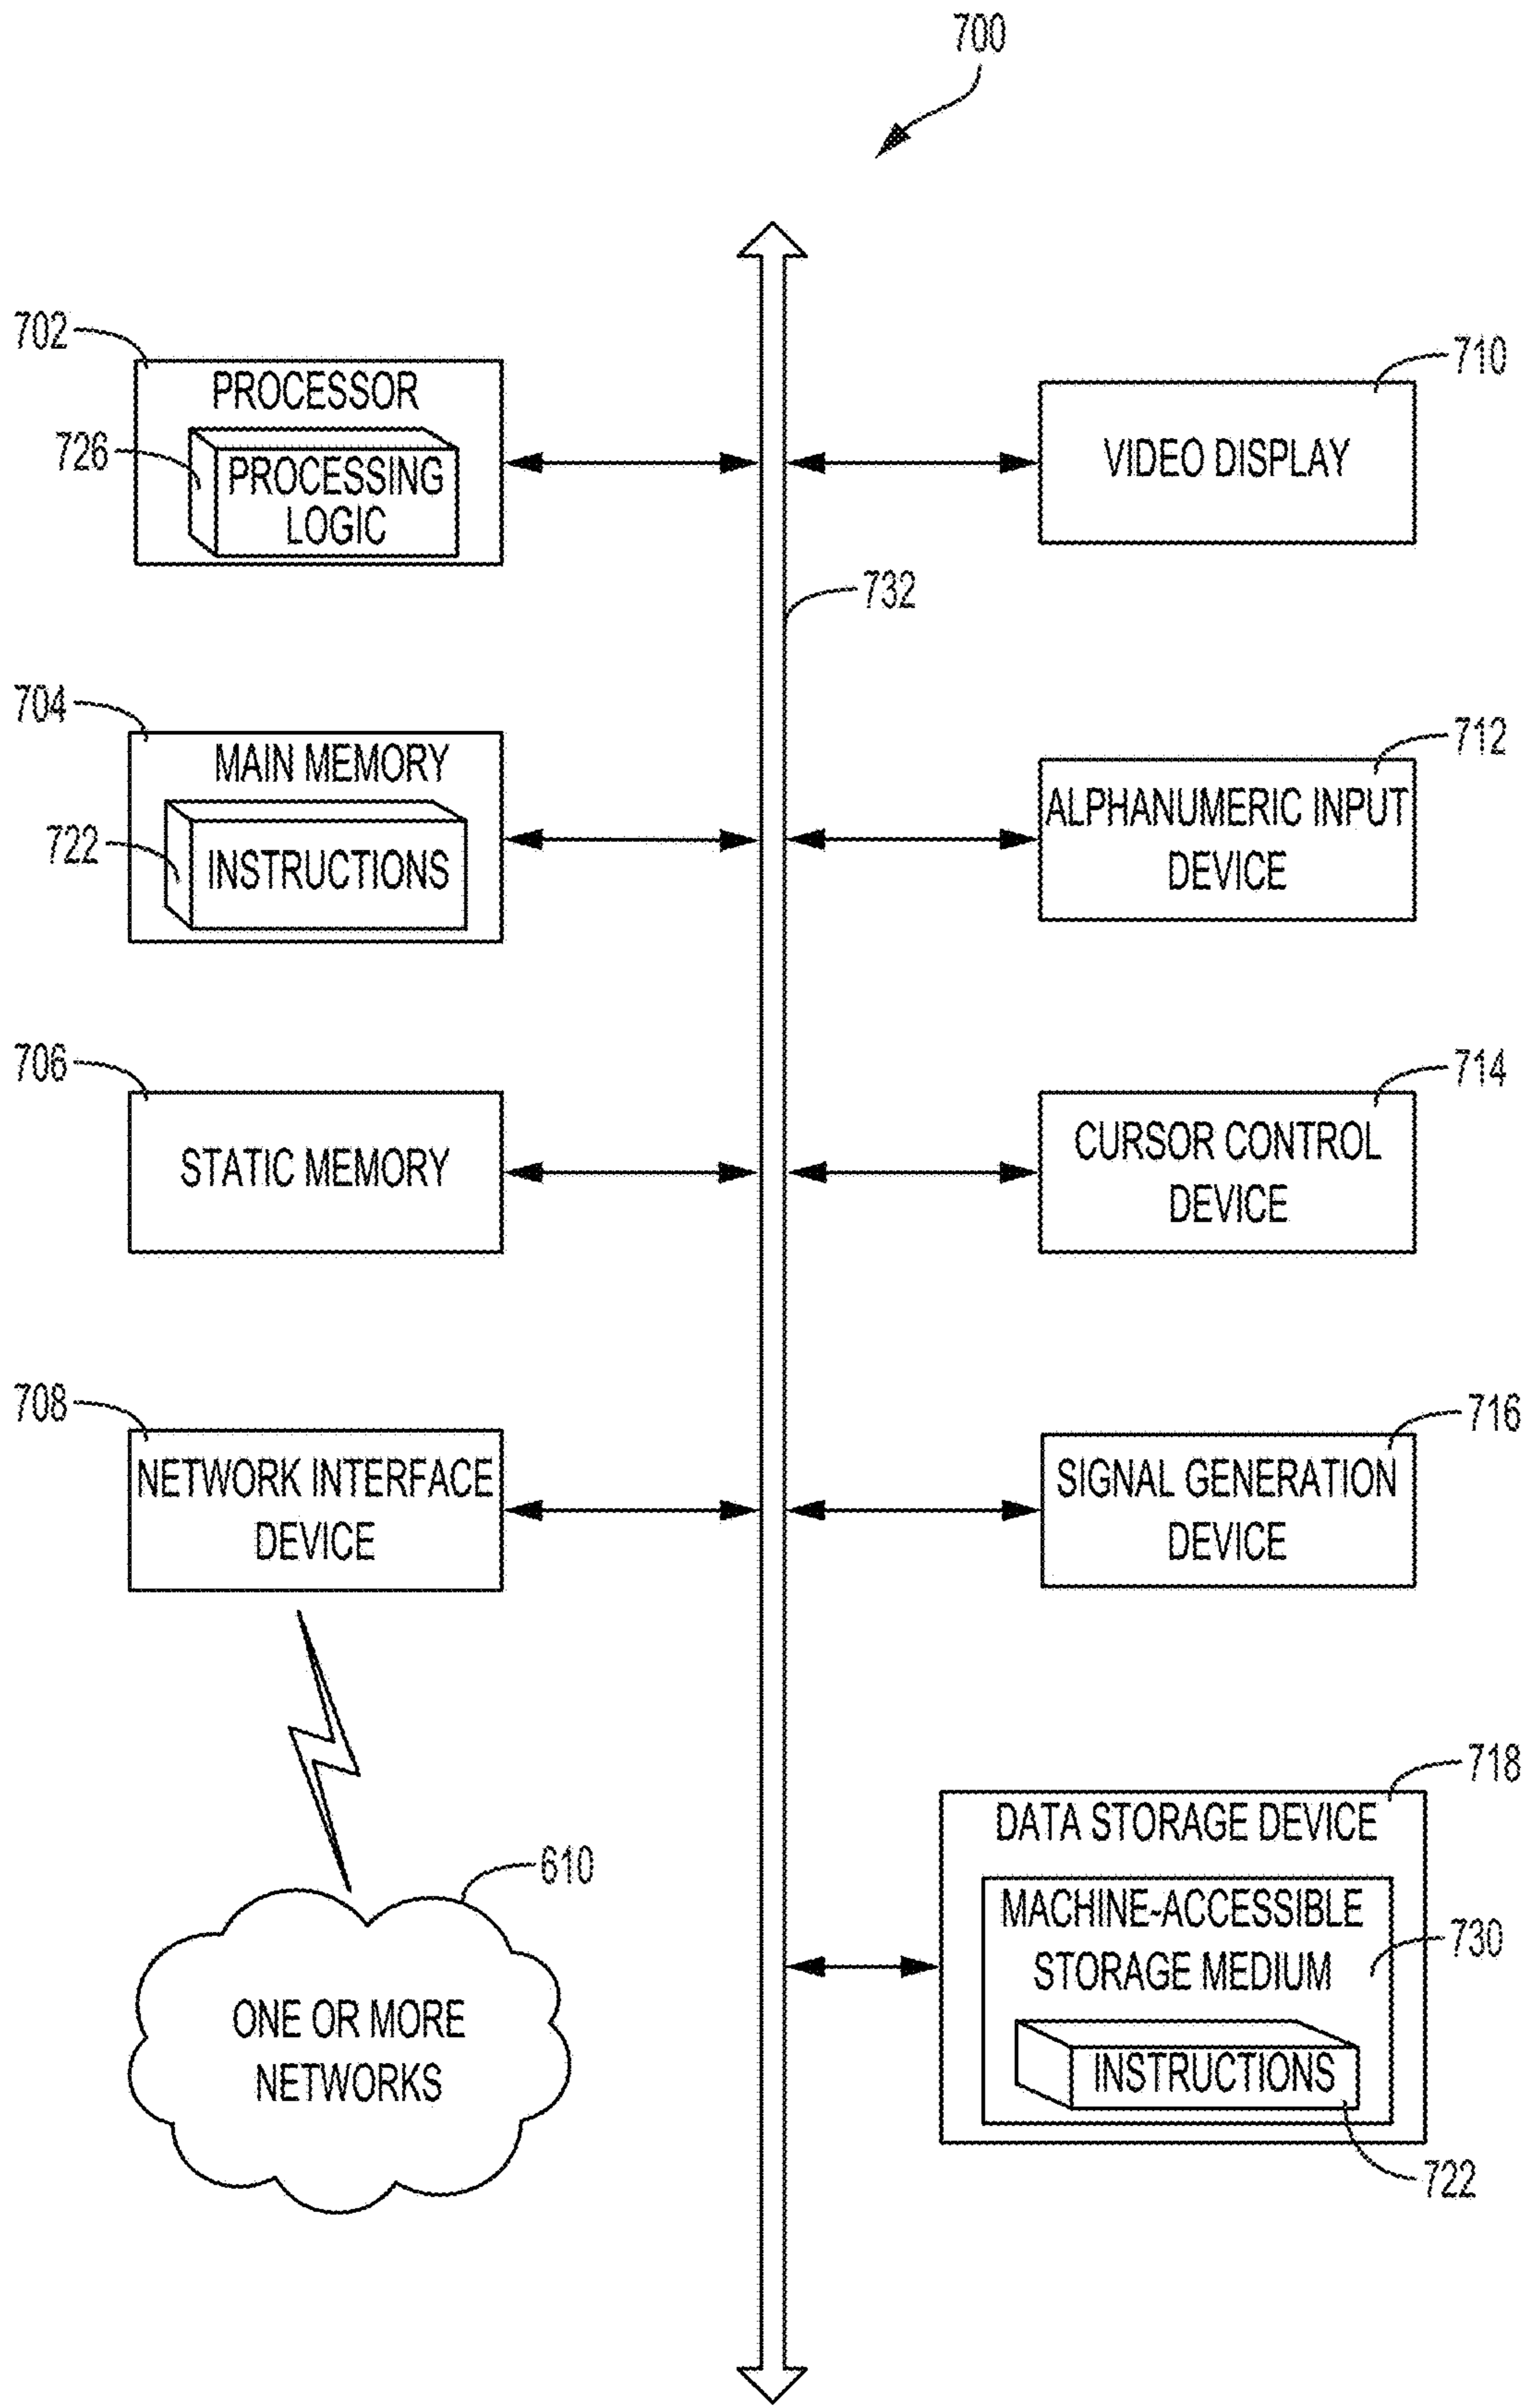 700
702
PROCESSOR
726
PROCESSING
LOGIC
710
VIDEO DISPLAY
732
704
MAIN MEMORY
722
INSTRUCTIONS
712
ALPHANUMERIC INPUT
DEVICE
706
STATIC MEMORY
714
CURSOR CONTROL
DEVICE
708
NETWORK INTERFACE
DEVICE
716
SIGNAL GENERATION
DEVICE
610
ONE OR MORE
NETWORKS
718
DATA STORAGE DEVICE
MACHINE-ACCESSIBLE
STORAGE MEDIUM
730
INSTRUCTIONS
722